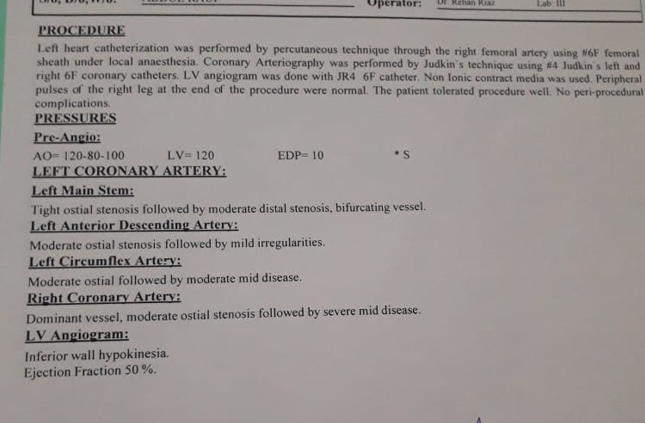 Operator: Dr. Rehan Riaz Lab III
PROCEDURE
Left heart catheterization was performed by percutaneous technique through the right femoral artery using #6F femoral
sheath under local anaesthesia. Coronary Arteriography was performed by Judkin's technique using #4 Judkin's left and
right 6F coronary catheters. LV angiogram was done with JR4 6F catheter. Non Ionic contract media was used. Peripheral
pulses of the right leg at the end of the procedure were normal. The patient tolerated procedure well. No peri-procedural
complications.
PRESSURES
Pre-Angio:
AO= 120-80-100 LV= 120 EDP= 10 * S
LEFT CORONARY ARTERY:
Left Main Stem:
Tight ostial stenosis followed by moderate distal stenosis, bifurcating vessel.
Left Anterior Descending Artery:
Moderate ostial stenosis followed by mild irregularities.
Left Circumflex Artery:
Moderate ostial followed by moderate mid disease.
Right Coronary Artery:
Dominant vessel, moderate ostial stenosis followed by severe mid disease.
LV Angiogram:
Inferior wall hypokinesia.
Ejection Fraction 50 %.